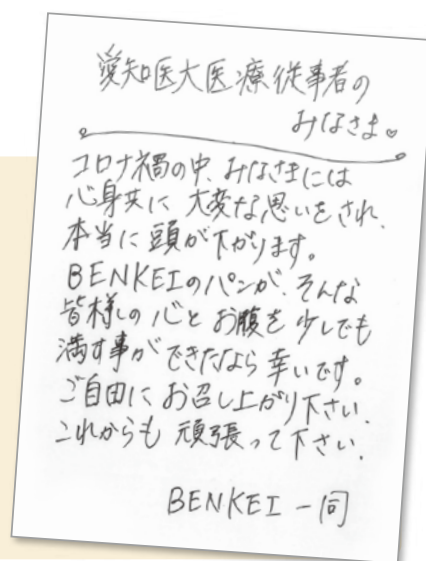 愛知医大医療従事者の
みなさま♡
コロナ禍の中、みなさまには
心身共に 大変な思いをされ、
本当に頭が下がります。
BENKEIのパンが、そんな
皆様の心とお腹を少しでも
満す事ができたなら幸いです。
ご自由にお召し上がり下さい。
これからも頑張って下さい。
BENKEI一同